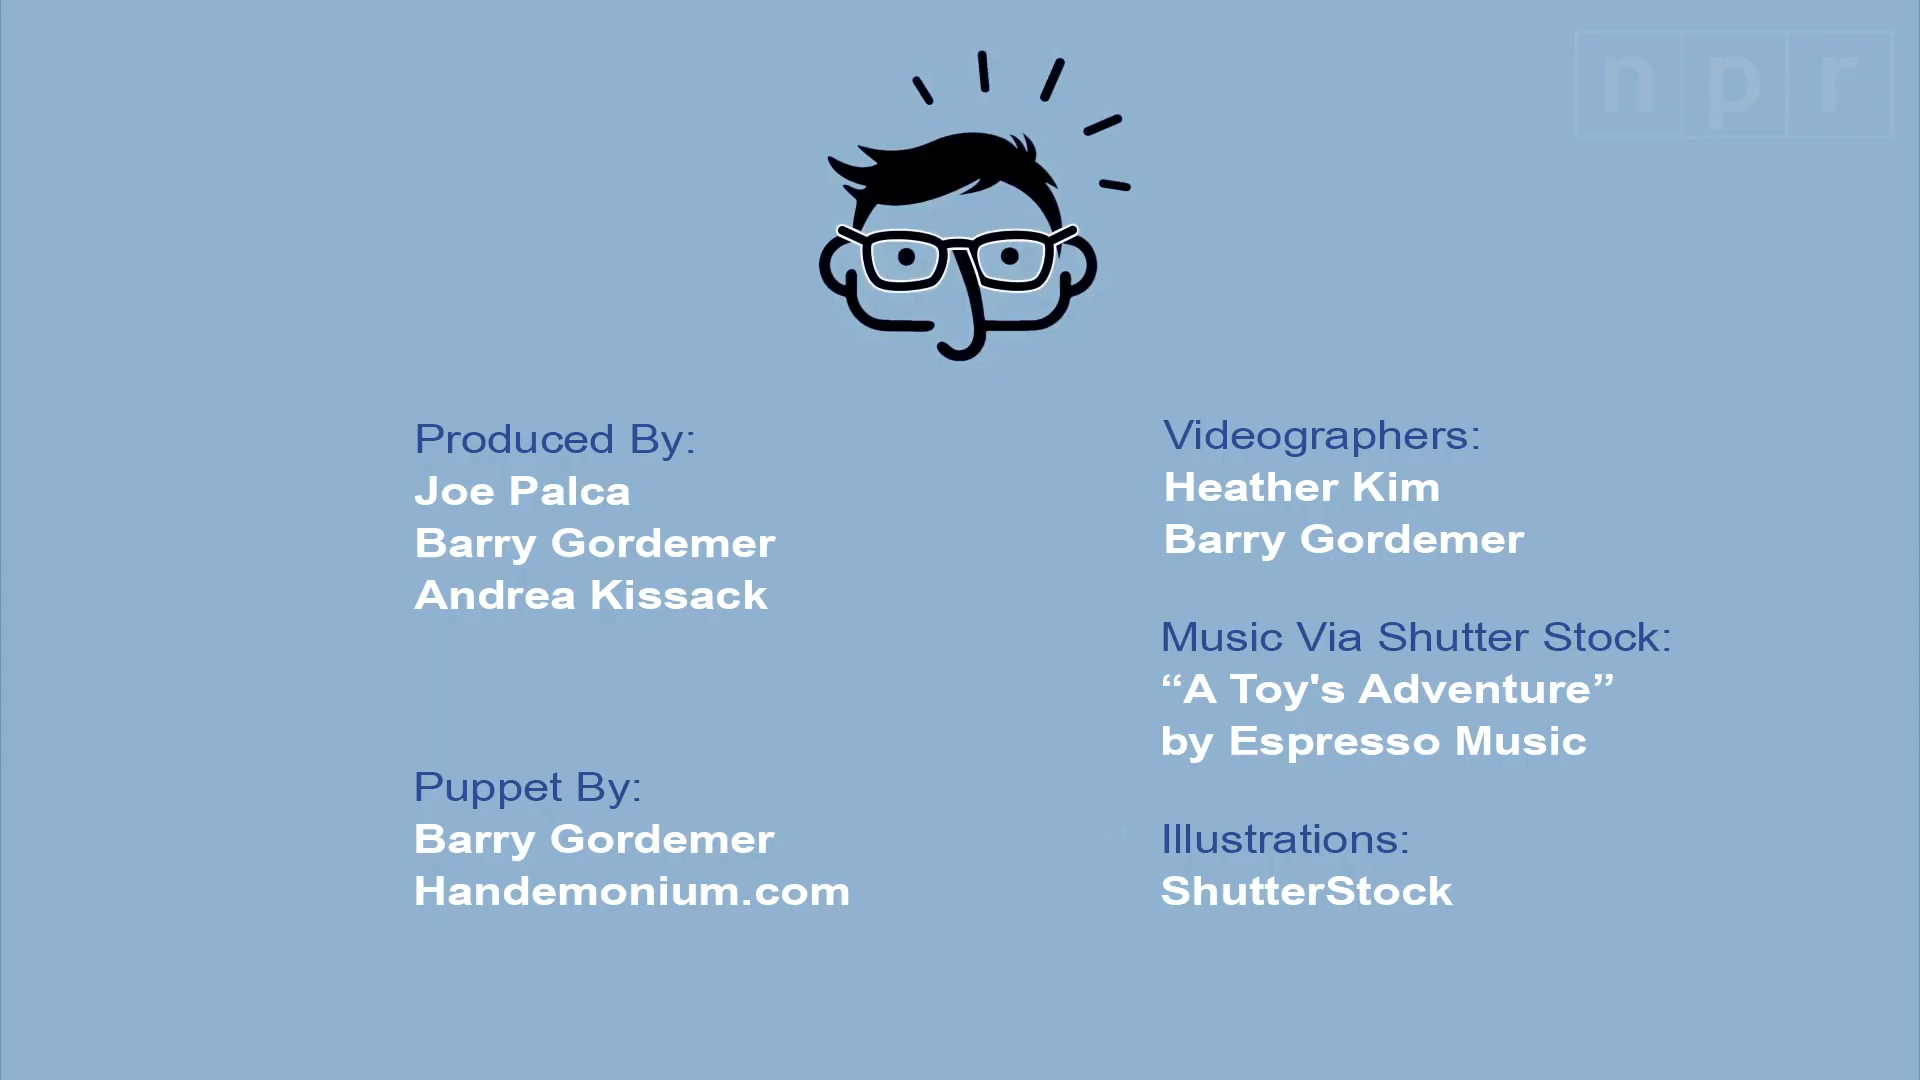 npr
Produced By:
Joe Palca
Barry Gordemer
Andrea Kissack
Puppet By:
Barry Gordemer
Handemonium.com
Videographers:
Heather Kim
Barry Gordemer
Music Via Shutter Stock:
“A Toy's Adventure”
by Espresso Music
Illustrations:
ShutterStock